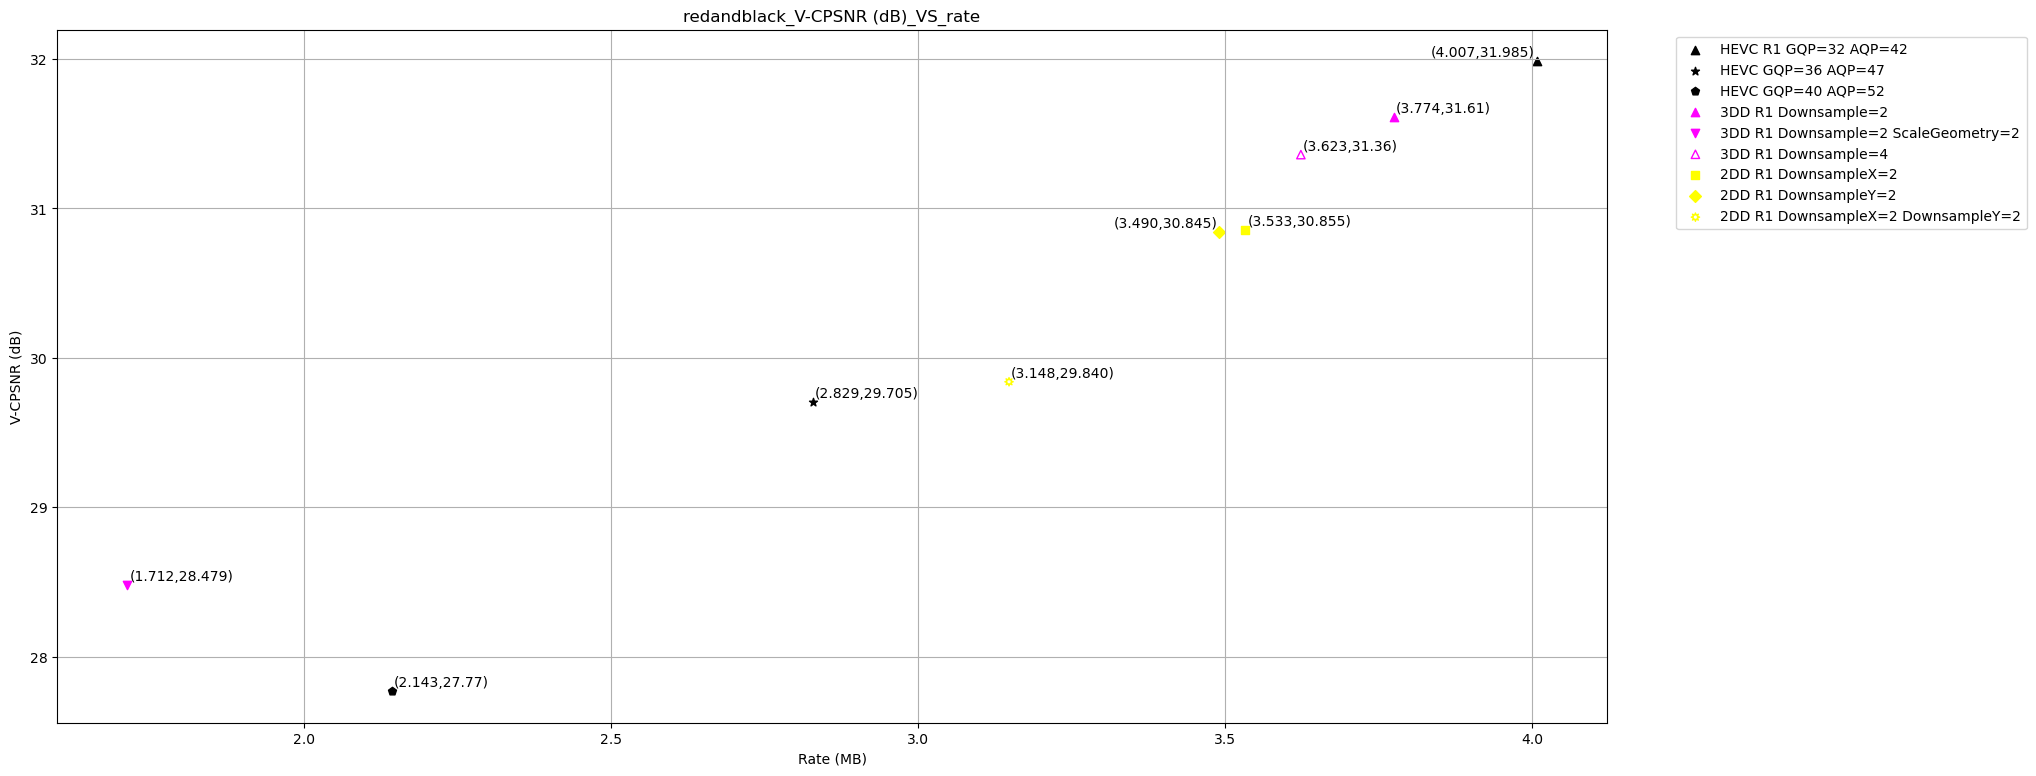 redandblack_V-CPSNR (dB)_VS_rate
32
31
30
29
28
V-CPSNR (dB)
(4.007,31.985)
(3.774,31.61)
(3.623,31.36)
(3.490,30.845)
(3.533,30.855)
(3.148,29.840)
(2.829,29.705)
(1.712,28.479)
(2.143,27.77)
2.0
2.5
3.0
3.5
4.0
Rate (MB)
HEVC R1 GQP=32 AQP=42
HEVC GQP=36 AQP=47
HEVC GQP=40 AQP=52
3DD R1 Downsample=2
3DD R1 Downsample=2 ScaleGeometry=2
3DD R1 Downsample=4
2DD R1 DownsampleX=2
2DD R1 DownsampleY=2
2DD R1 DownsampleX=2 DownsampleY=2